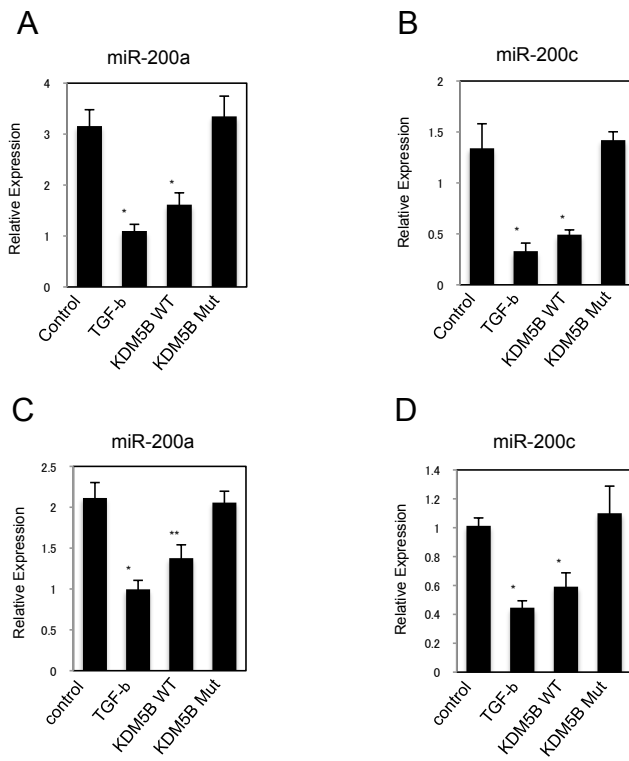 A
miR-200a
Relative Expression
4
3
2
1
0
*
*
Control
TGF-b
KDM5B WT
KDM5B Mut
B
miR-200c
Relative Expression
2
1.5
1
0.5
0
*
*
Control
TGF-b
KDM5B WT
KDM5B Mut
C
miR-200a
Relative Expression
2.5
2
1.5
1
0.5
0
*
**
control
TGF-b
KDM5B WT
KDM5B Mut
D
miR-200c
Relative Expression
1.4
1.2
1
0.8
0.6
0.4
0.2
0
*
*
control
TGF-b
KDM5B WT
KDM5B Mut